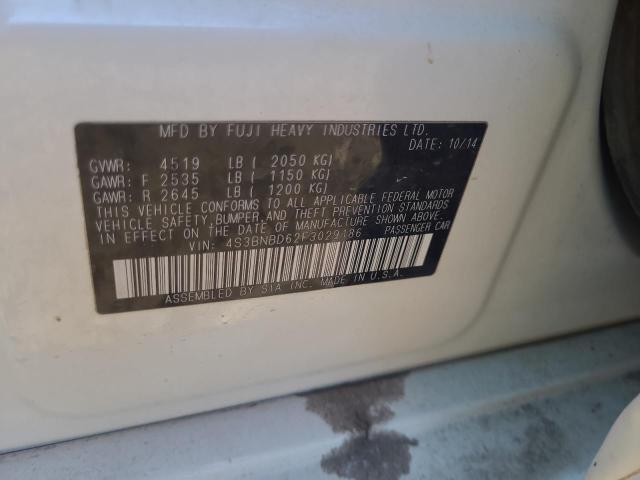 MFD BY FUJI HEAVY INDUSTRIES LTD.
DATE: 10/14
GVWR: 4519 LB ( 2050 KG)
GAWR: F 2535 LB ( 1150 KG)
GAWR: R 2645 LB ( 1200 KG)
THIS VEHICLE CONFORMS TO ALL APPLICABLE FEDERAL MOTOR
VEHICLE SAFETY, BUMPER, AND THEFT PREVENTION STANDARDS
IN EFFECT ON THE DATE OF MANUFACTURE SHOWN ABOVE.
VIN: 4S3BNBD62F3029486 PASSENGER CAR
ASSEMBLED BY SIA INC. MADE IN U.S.A.